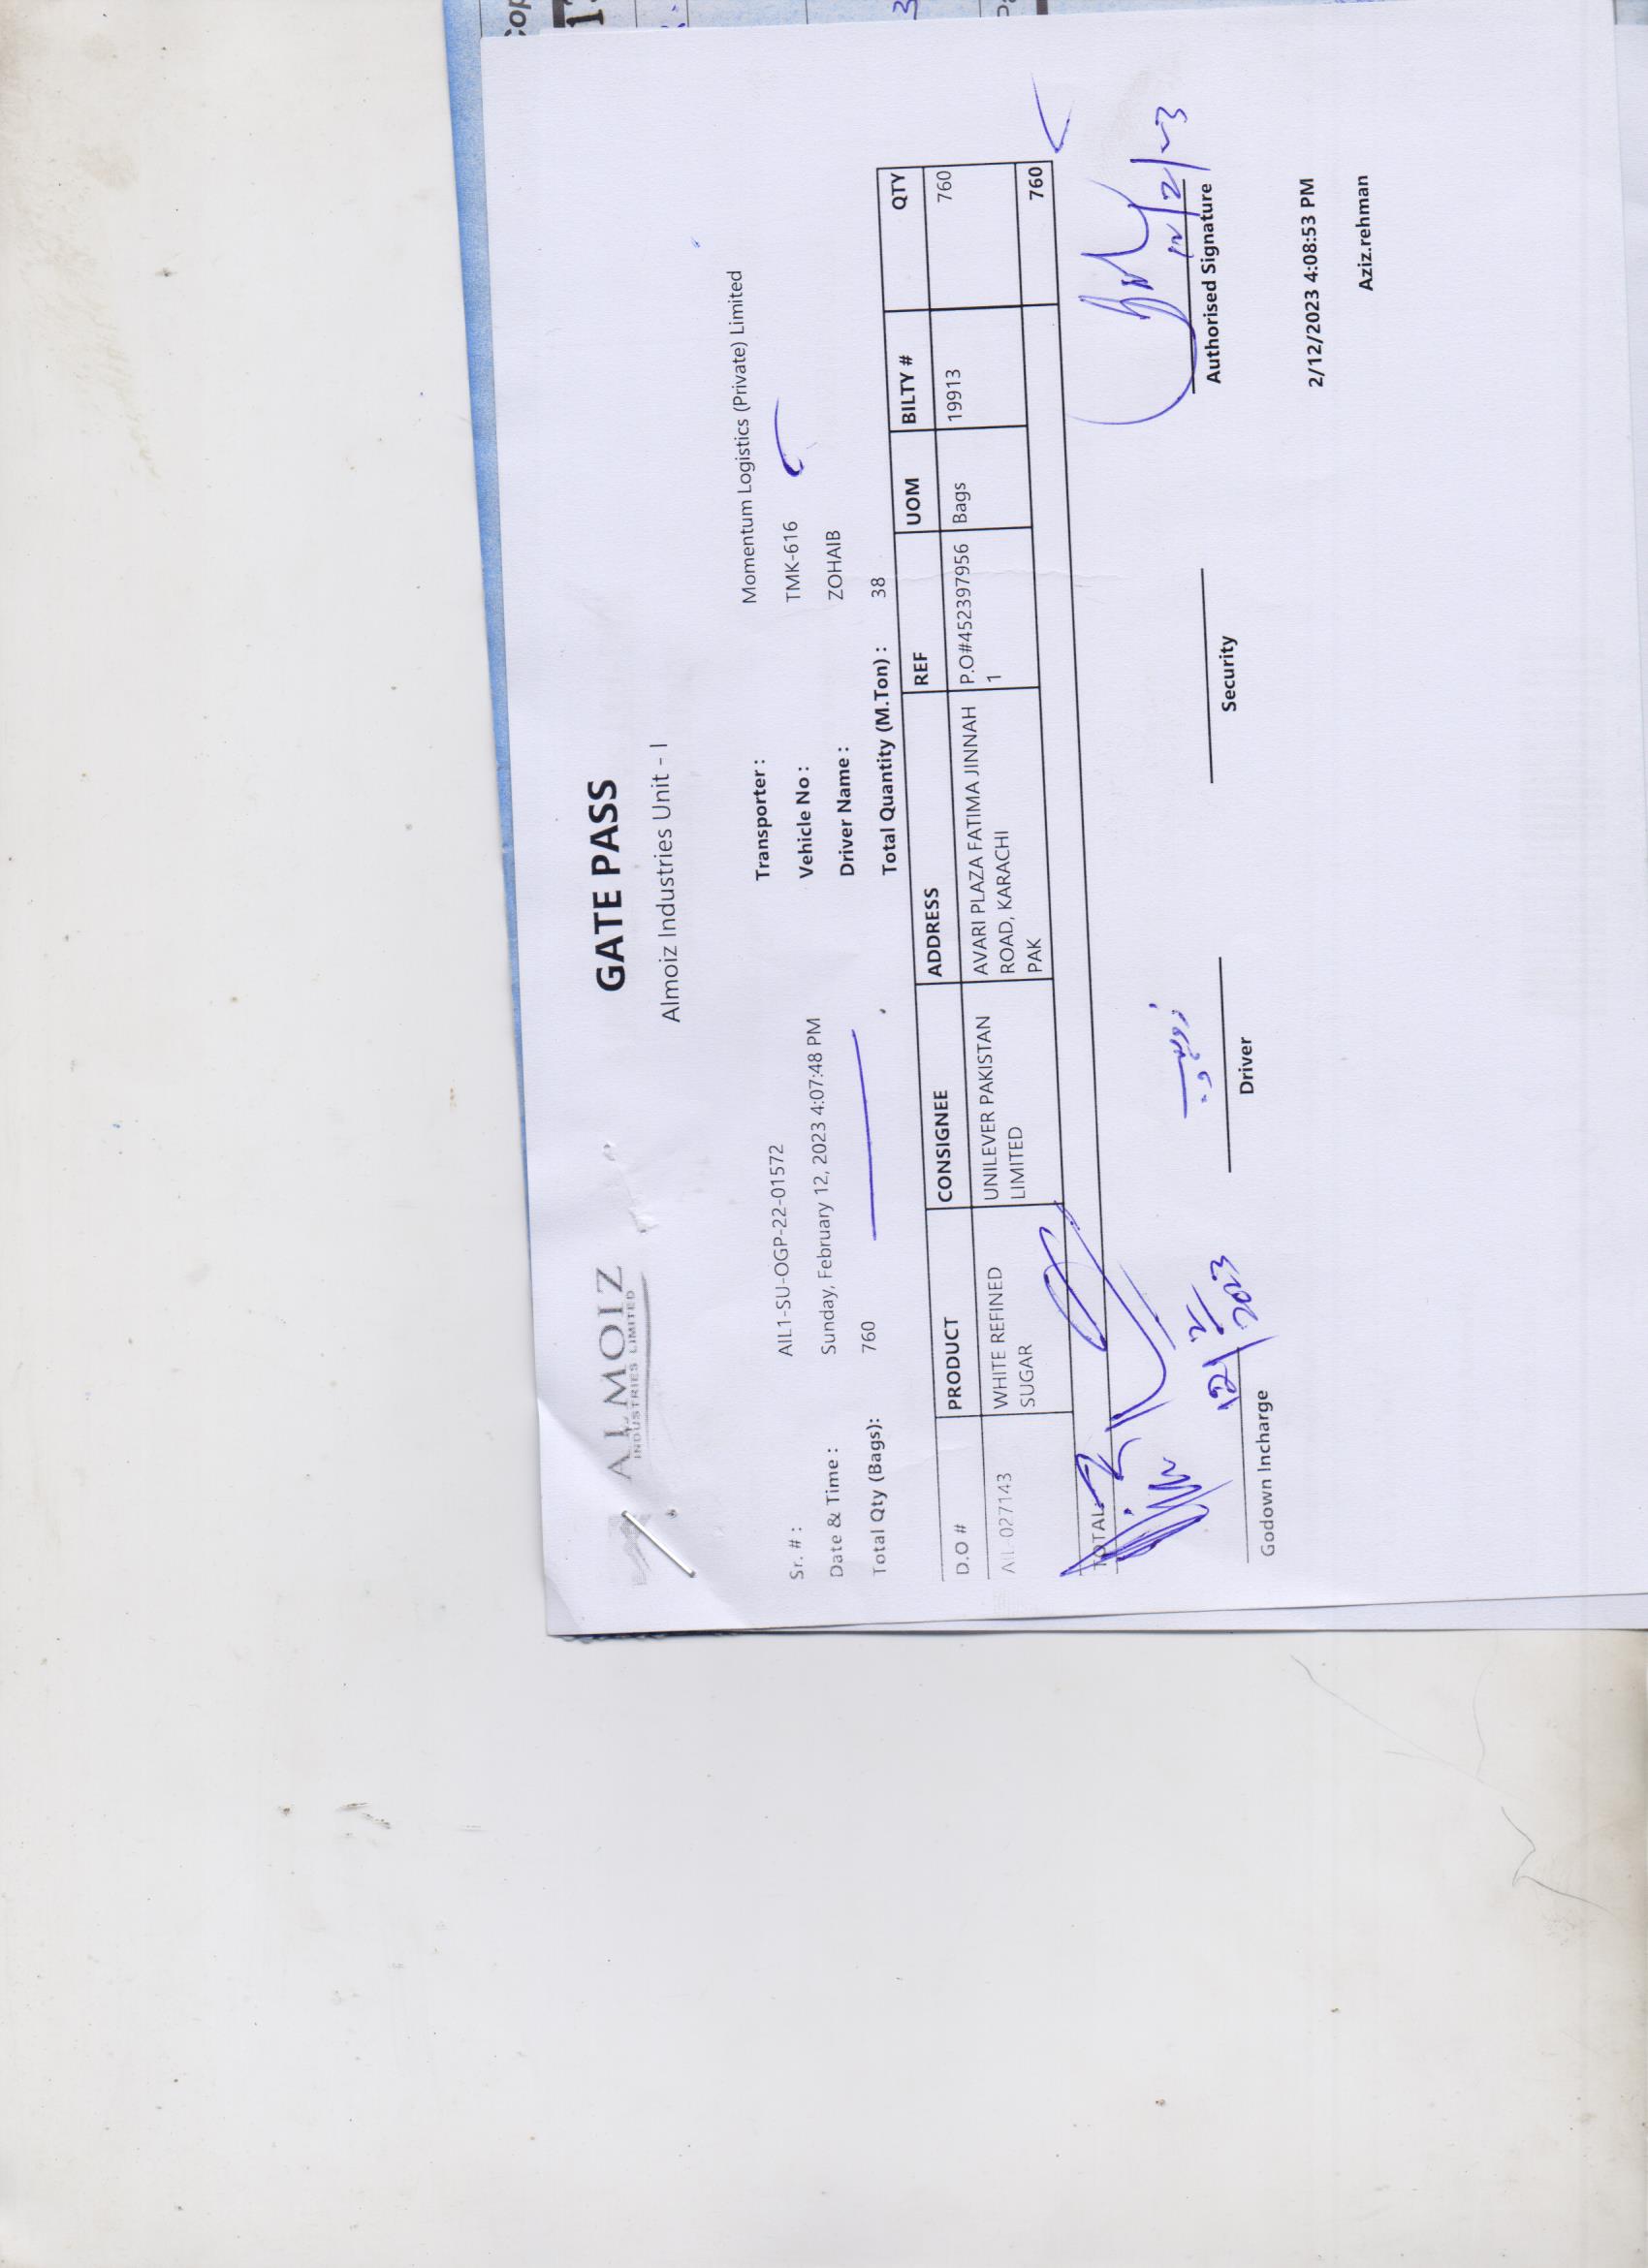 ALMOIZ
INDUSTRIES LIMITED
GATE PASS
Almoiz Industries Unit - I
Sr. # : AIL1-SU-OGP-22-01572 Transporter : Momentum Logistics (Private) Limited
Date & Time : Sunday, February 12, 2023 4:07:48 PM Vehicle No : TMK-616
Total Qty (Bags): 760 Driver Name : ZOHAIB
Total Quantity (M.Ton) : 38
D.O # PRODUCT CONSIGNEE ADDRESS REF UOM BILTY # QTY
AIL-027143 WHITE REFINED UNILEVER PAKISTAN AVARI PLAZA FATIMA JINNAH P.O#452397956 Bags 19913 760
SUGAR LIMITED ROAD, KARACHI 1
PAK
TOTAL 760
12/2/2023 زوہیب 12/2/23
Godown Incharge Driver Security Authorised Signature
2/12/2023 4:08:53 PM
Aziz.rehman